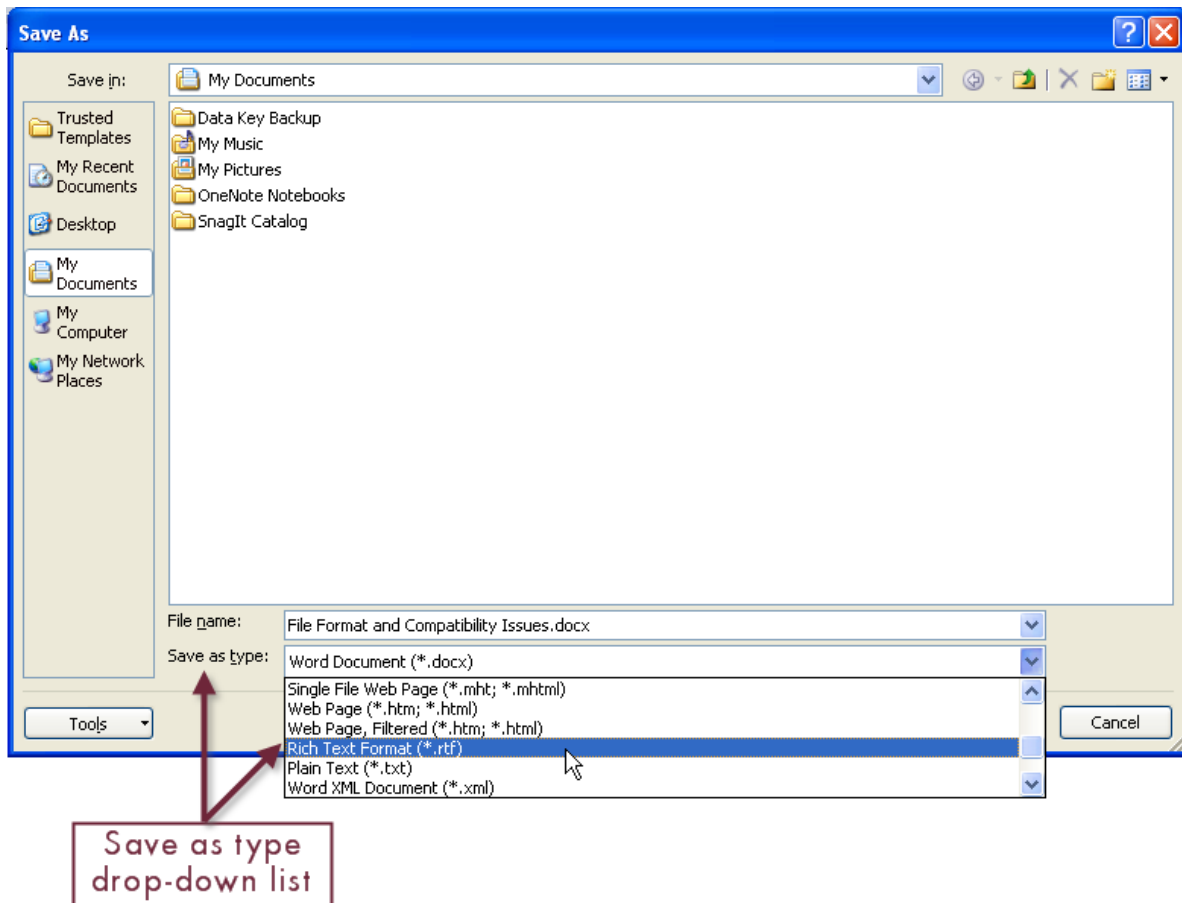 Save As
Save in:
My Documents
Trusted
Templates
My Recent
Documents
Desktop
My
Documents
My
Computer
My Network
Places
Data Key Backup
My Music
My Pictures
OneNote Notebooks
SnagIt Catalog
File name:
File Format and Compatibility Issues.docx
Save as type:
Word Document (*.docx)
Single File Web Page (*.mht; *.mhtml)
Web Page (*.htm; *.html)
Web Page, Filtered (*.htm; *.html)
Rich Text Format (*.rtf)
Plain Text (*.txt)
Word XML Document (*.xml)
Tools
Cancel
Save as type
drop-down list